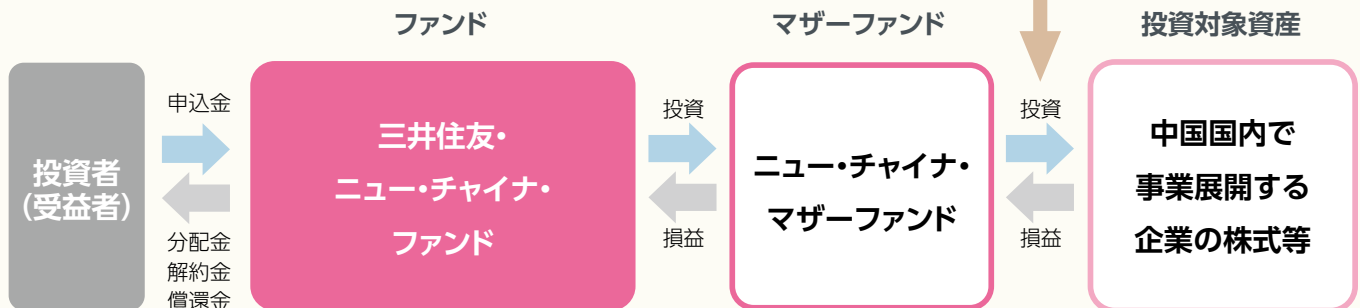 ファンド
マザーファンド
投資対象資産
投資者
(受益者)
申込金
分配金
解約金
償還金
三井住友・
ニュー・チャイナ・
ファンド
投資
損益
ニュー・チャイナ・
マザーファンド
投資
損益
中国国内で
事業展開する
企業の株式等